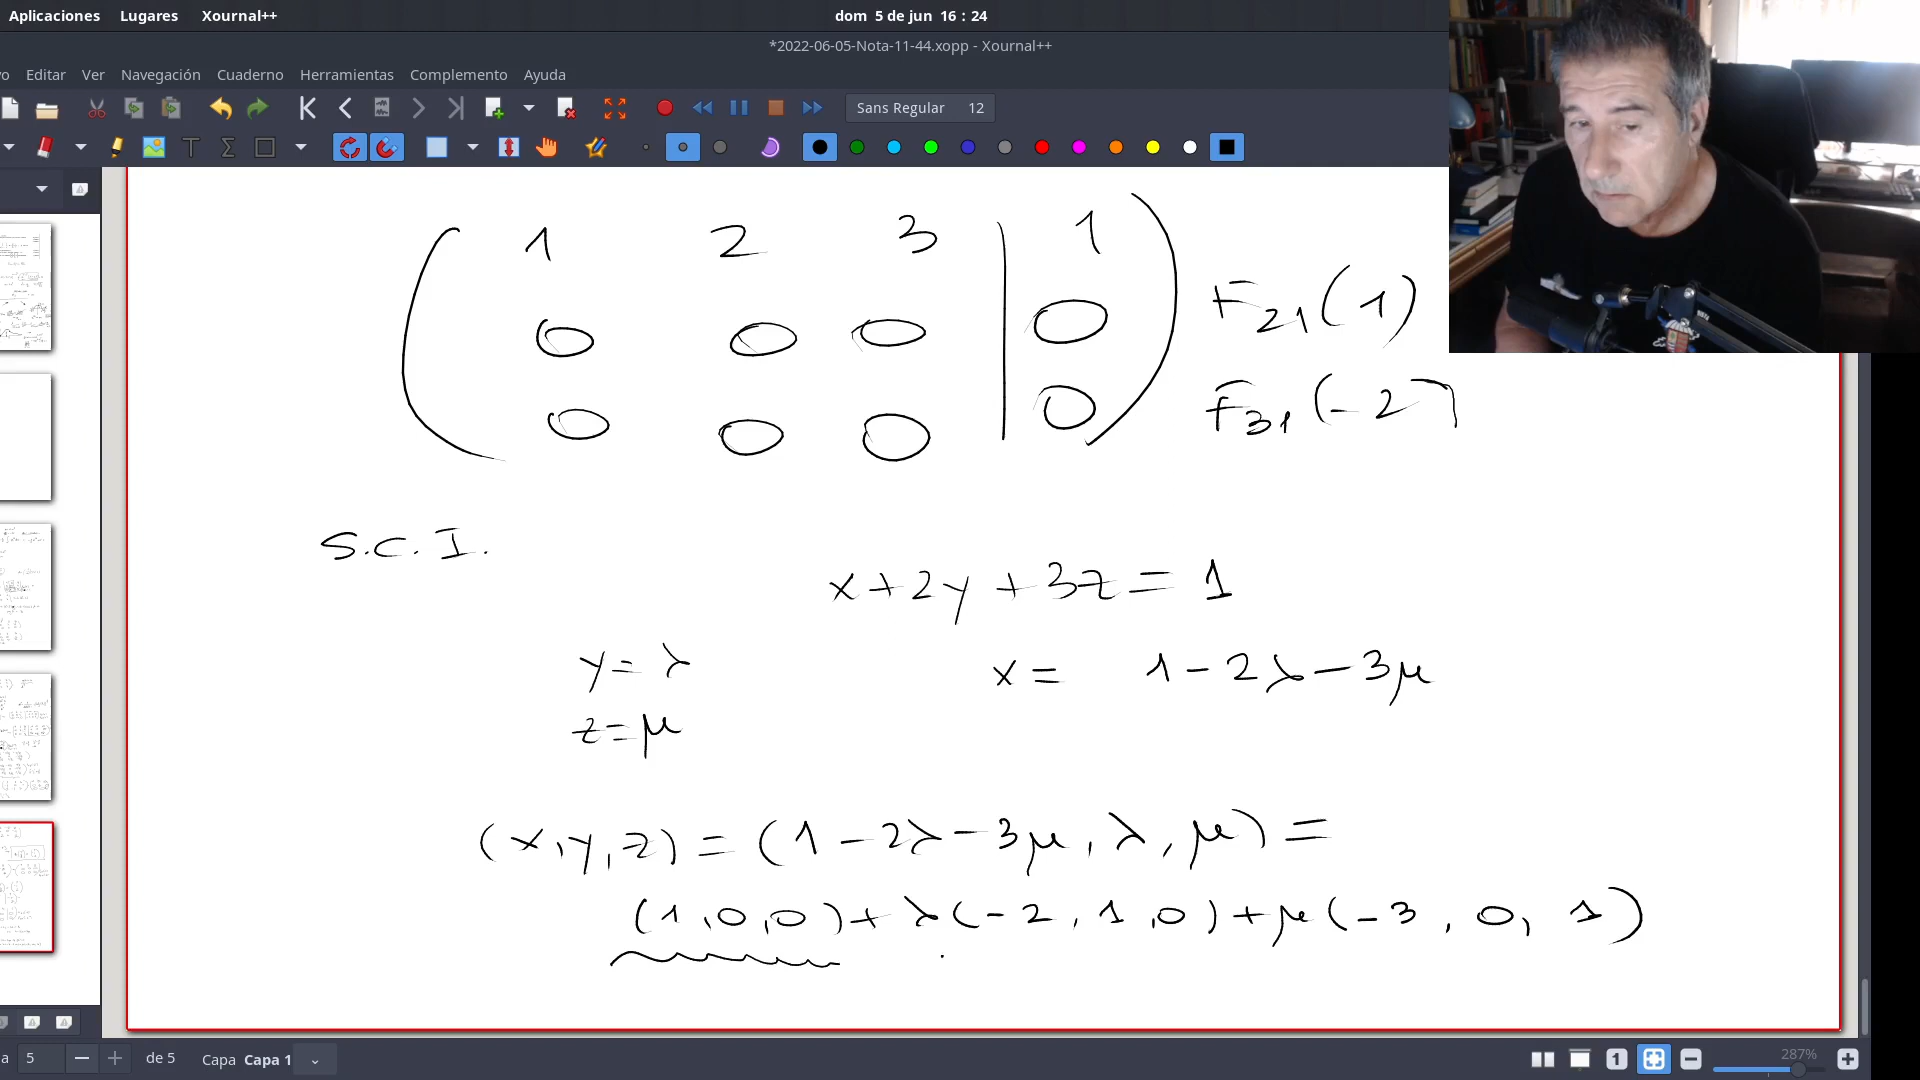 Aplicaciones Lugares Xournal++ dom 5 de jun 16 : 24
*2022-06-05-Nota-11-44.xopp - Xournal++
Editar Ver Navegación Cuaderno Herramientas Complemento Ayuda
Sans Regular 12
1 2 3 | 1
0 0 0 | 0 F21(1)
0 0 0 | 0 F31(-2)
S.C.I.
x+2y+3z=1
y=λ x= 1-2λ-3μ
z=μ
(x,y,z)=(1-2λ-3μ,λ,μ)=
(1,0,0)+λ(-2,1,0)+μ(-3,0,1)
5 de 5 Capa Capa 1 287%